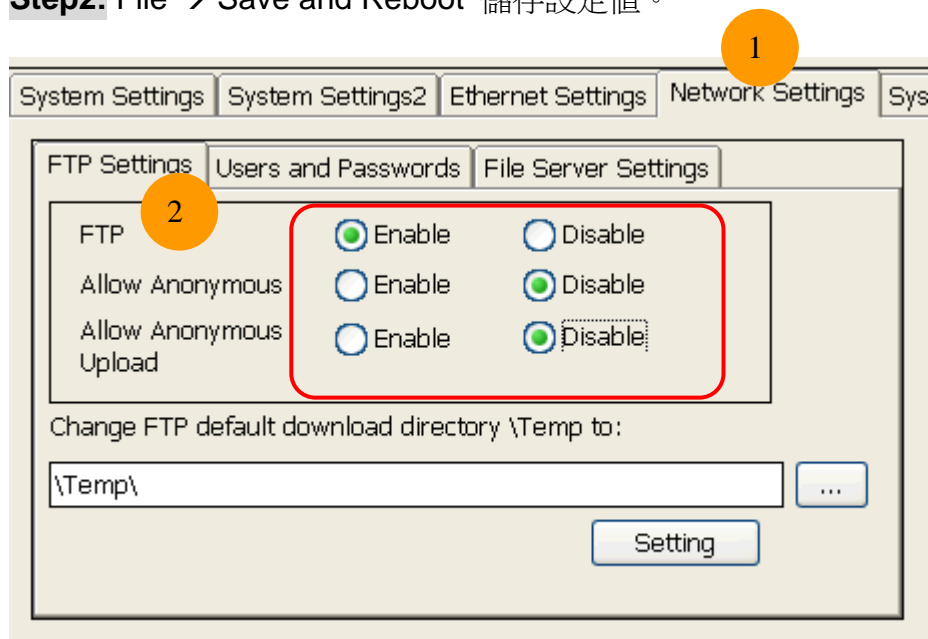 Step2: File → Save and Reboot 儲存設定值。
1
System Settings System Settings2 Ethernet Settings Network Settings Sys
FTP Settings Users and Passwords File Server Settings
2
FTP Enable Disable
Allow Anonymous Enable Disable
Allow Anonymous Upload Enable Disable
Change FTP default download directory \Temp to:
\Temp\ ...
Setting